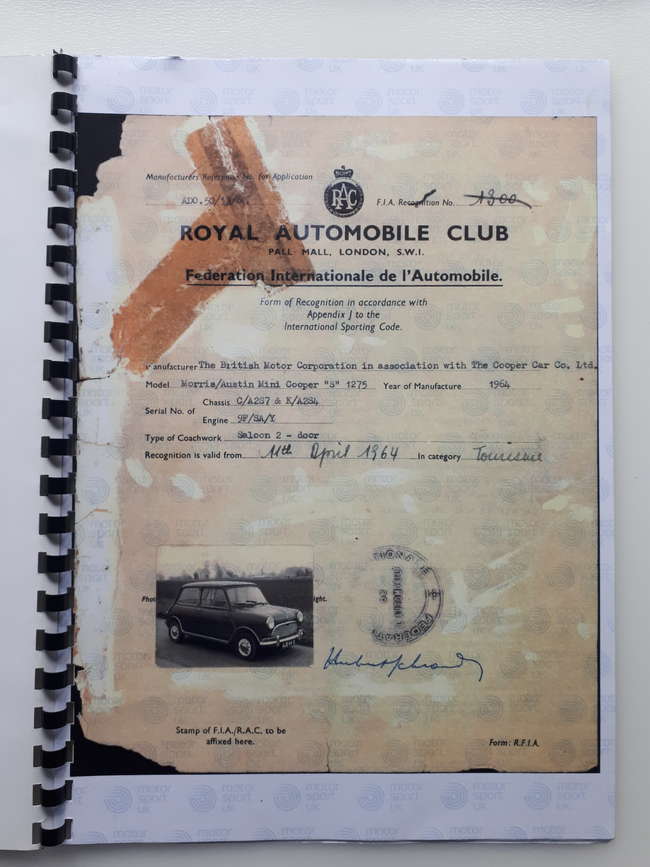 Manufacturers Reference No. for Application
ADO.50/
RAC
F.I.A. Recognition No. 1300
ROYAL AUTOMOBILE CLUB
PALL MALL, LONDON, S.W.I.
Federation Internationale de l'Automobile.
Form of Recognition in accordance with
Appendix J to the
International Sporting Code.
Manufacturer The British Motor Corporation in association with The Cooper Car Co. Ltd.
Model Morris/Austin Mini Cooper "S" 1275 Year of Manufacture 1964
Serial No. of
Chassis C/A2S7 & K/A2S4
Engine 9F/SA/Y
Type of Coachwork Saloon 2 - door
Recognition is valid from 11th April 1964 In category Tourisme
Stamp of F.I.A./R.A.C. to be
affixed here.
Form: R.F.I.A.
motor
sport
UK